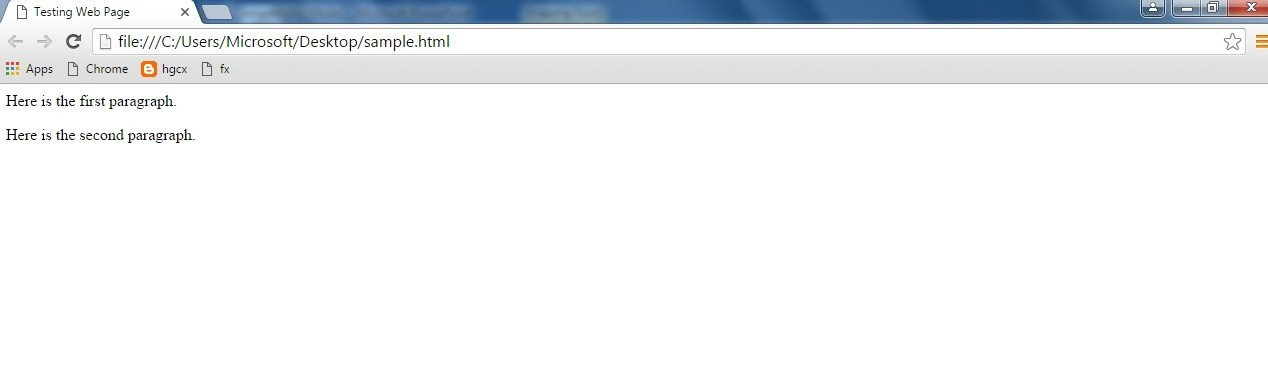 Testing Web Page
file:///C:/Users/Microsoft/Desktop/sample.html
Apps Chrome hgcx fx
Here is the first paragraph.
Here is the second paragraph.